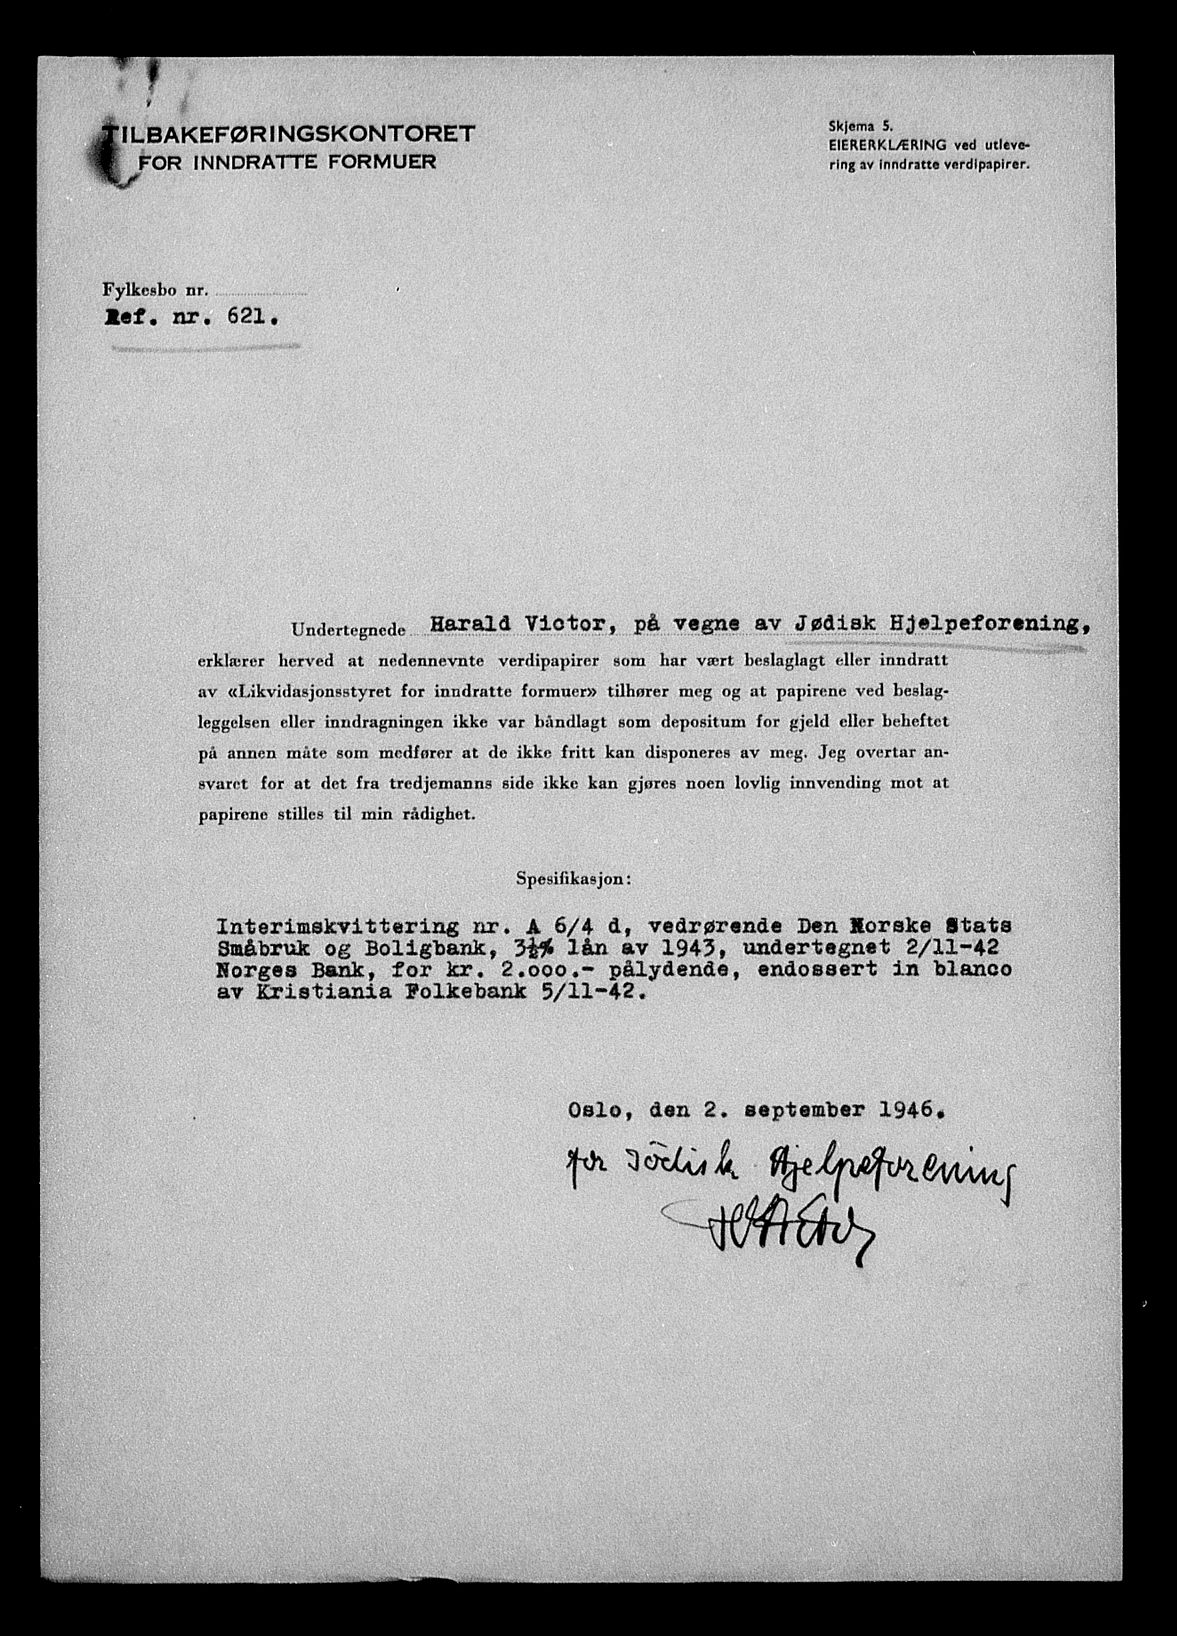 TILBAKEFØRINGSKONTORET
FOR INNDRATTE FORMUER
Skjema 5.
EIERERKLÆRING ved utleve-
ring av inndratte verdipapirer.
Fylkesbo nr.
Ref. nr. 621.
Undertegnede Harald Victor, på vegne av Jødisk Hjelpeforening,
erklærer herved at nedennevnte verdipapirer som har vært beslaglagt eller inndratt
av «Likvidasjonsstyret for inndratte formuer» tilhører meg og at papirene ved beslag-
leggelsen eller inndragningen ikke var båndlagt som depositum for gjeld eller beheftet
på annen måte som medfører at de ikke fritt kan disponeres av meg. Jeg overtar an-
svaret for at det fra tredjemanns side ikke kan gjøres noen lovlig innvending mot at
papirene stilles til min rådighet.
Spesifikasjon:
Interimskvittering nr. A 6/4 d, vedrørende Den Norske Stats
Småbruk og Boligbank, 3½% lån av 1943, undertegnet 2/11-42
Norges Bank, for kr. 2.ooo.- pålydende, endossert in blanco
av Kristiania Folkebank 5/11-42.
Oslo, den 2. september 1946.
for Jödisk Hjelpeforening
HVictor